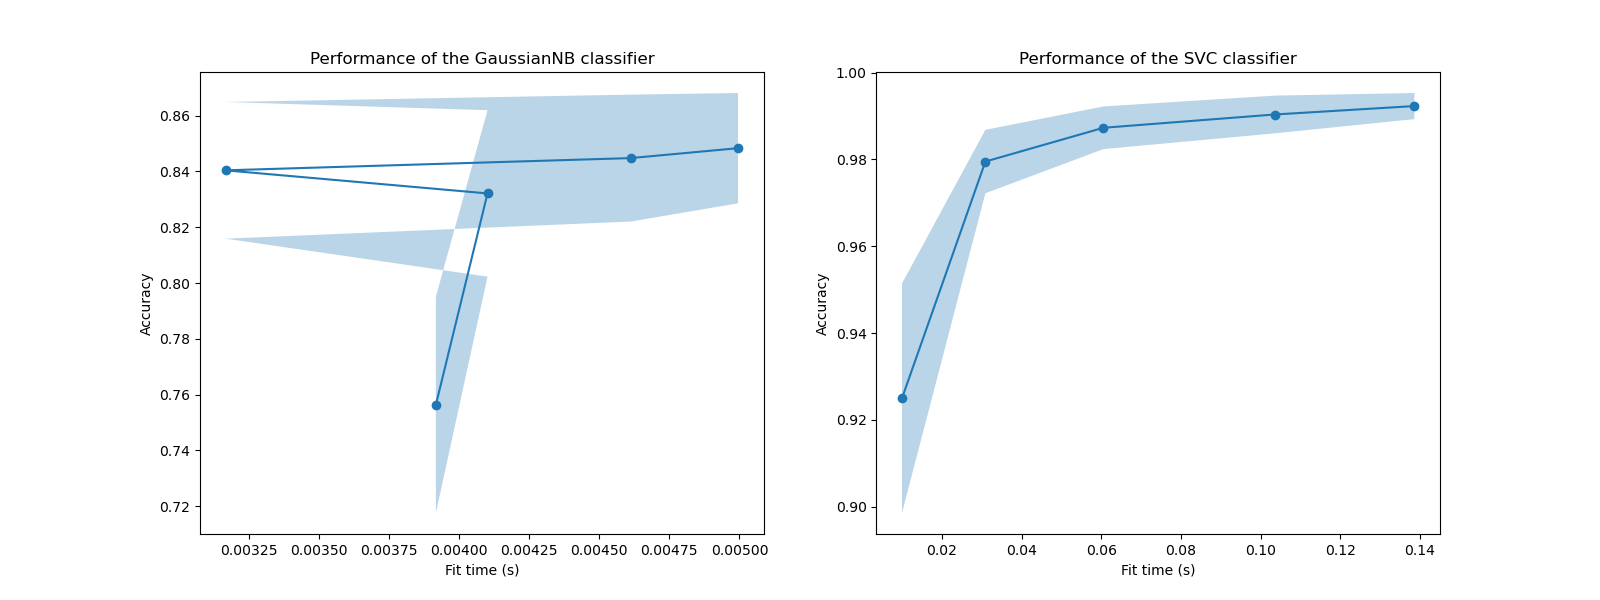 Performance of the GaussianNB classifier
Accuracy
0.86
0.84
0.82
0.80
0.78
0.76
0.74
0.72
0.00325 0.00350 0.00375 0.00400 0.00425 0.00450 0.00475 0.00500
Fit time (s)
Performance of the SVC classifier
Accuracy
1.00
0.98
0.96
0.94
0.92
0.90
0.02 0.04 0.06 0.08 0.10 0.12 0.14
Fit time (s)